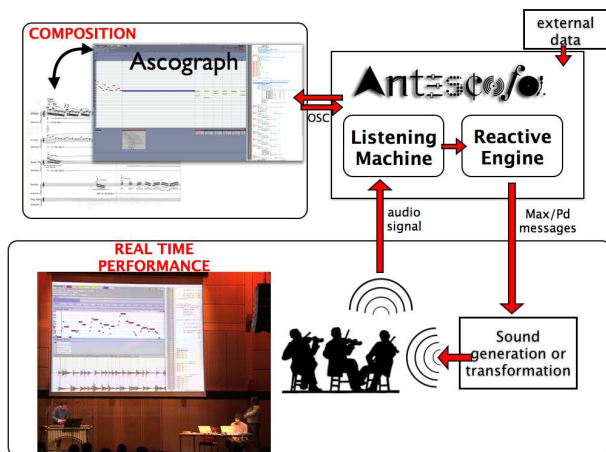 COMPOSITION
Ascograph
external
data
Antescofo
OSC
Listening
Machine
Reactive
Engine
audio
signal
Max/Pd
messages
REAL TIME
PERFORMANCE
Sound
generation or
transformation